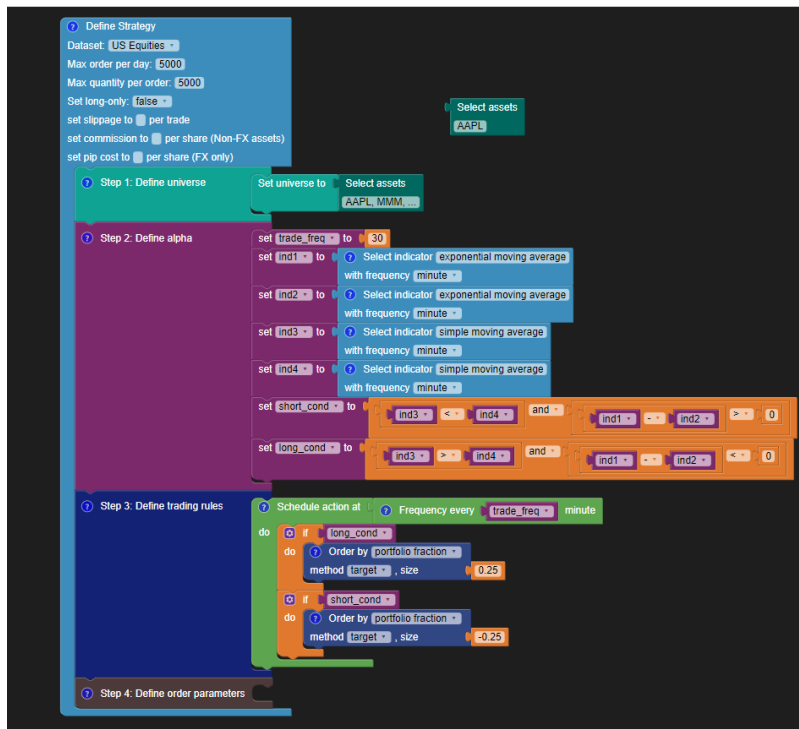 Define Strategy
Dataset: US Equities
Max order per day: 5000
Max quantity per order: 5000
Set long-only: false
set slippage to per trade
set commission to per share (Non-FX assets)
set pip cost to per share (FX only)
Select assets
AAPL
Step 1: Define universe
Set universe to Select assets
AAPL, MMM, ...
Step 2: Define alpha
set trade_freq to 30
set ind1 to ? Select indicator exponential moving average
with frequency minute
set ind2 to ? Select indicator exponential moving average
with frequency minute
set ind3 to ? Select indicator simple moving average
with frequency minute
set ind4 to ? Select indicator simple moving average
with frequency minute
set short_cond to ind3 < ind4 and ind1 - ind2 > 0
set long_cond to ind3 > ind4 and ind1 - ind2 < 0
Step 3: Define trading rules
? Schedule action at ? Frequency every trade_freq minute
do if long_cond
do ? Order by portfolio fraction
method target , size 0.25
if short_cond
do ? Order by portfolio fraction
method target , size -0.25
? Step 4: Define order parameters